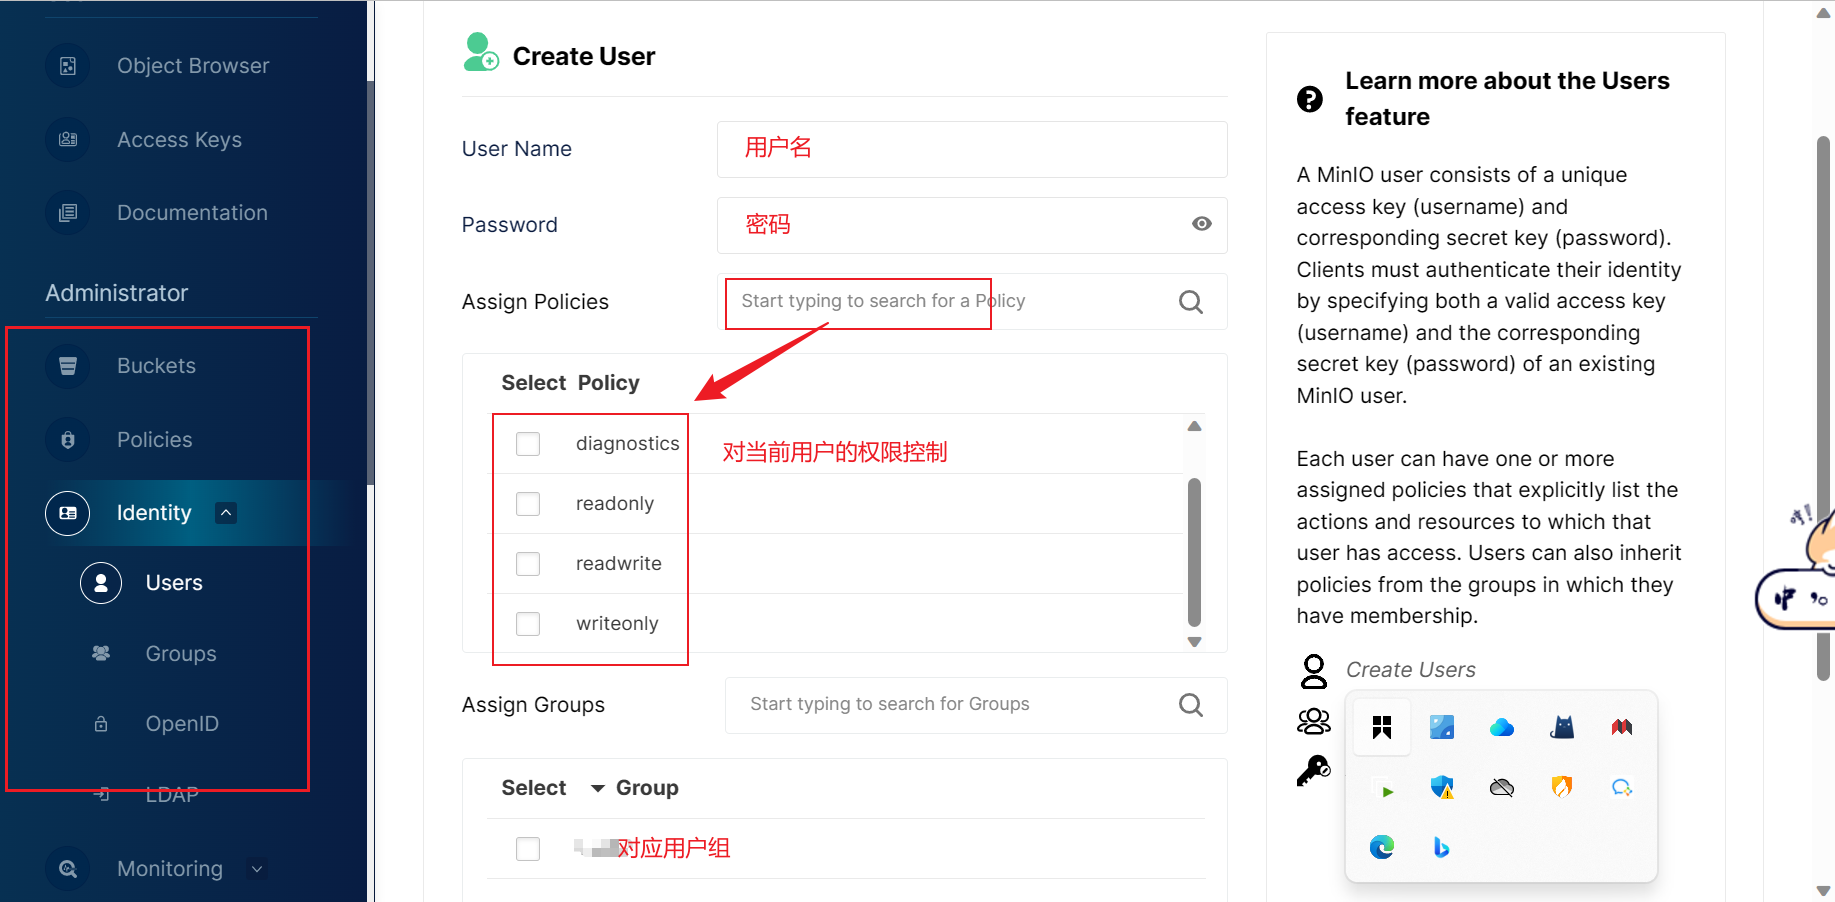 Object Browser
Access Keys
Documentation
Administrator
Buckets
Policies
Identity
Users
Groups
OpenID
LDAP
Monitoring
Create User
User Name
用户名
Password
密码
Assign Policies
Start typing to search for a Policy
Select Policy
diagnostics
对当前用户的权限控制
readonly
readwrite
writeonly
Assign Groups
Start typing to search for Groups
Select Group
对应用户组
Learn more about the Users
feature
A MinIO user consists of a unique
access key (username) and
corresponding secret key (password).
Clients must authenticate their identity
by specifying both a valid access key
(username) and the corresponding
secret key (password) of an existing
MinIO user.
Each user can have one or more
assigned policies that explicitly list the
actions and resources to which that
user has access. Users can also inherit
policies from the groups in which they
have membership.
Create Users
中